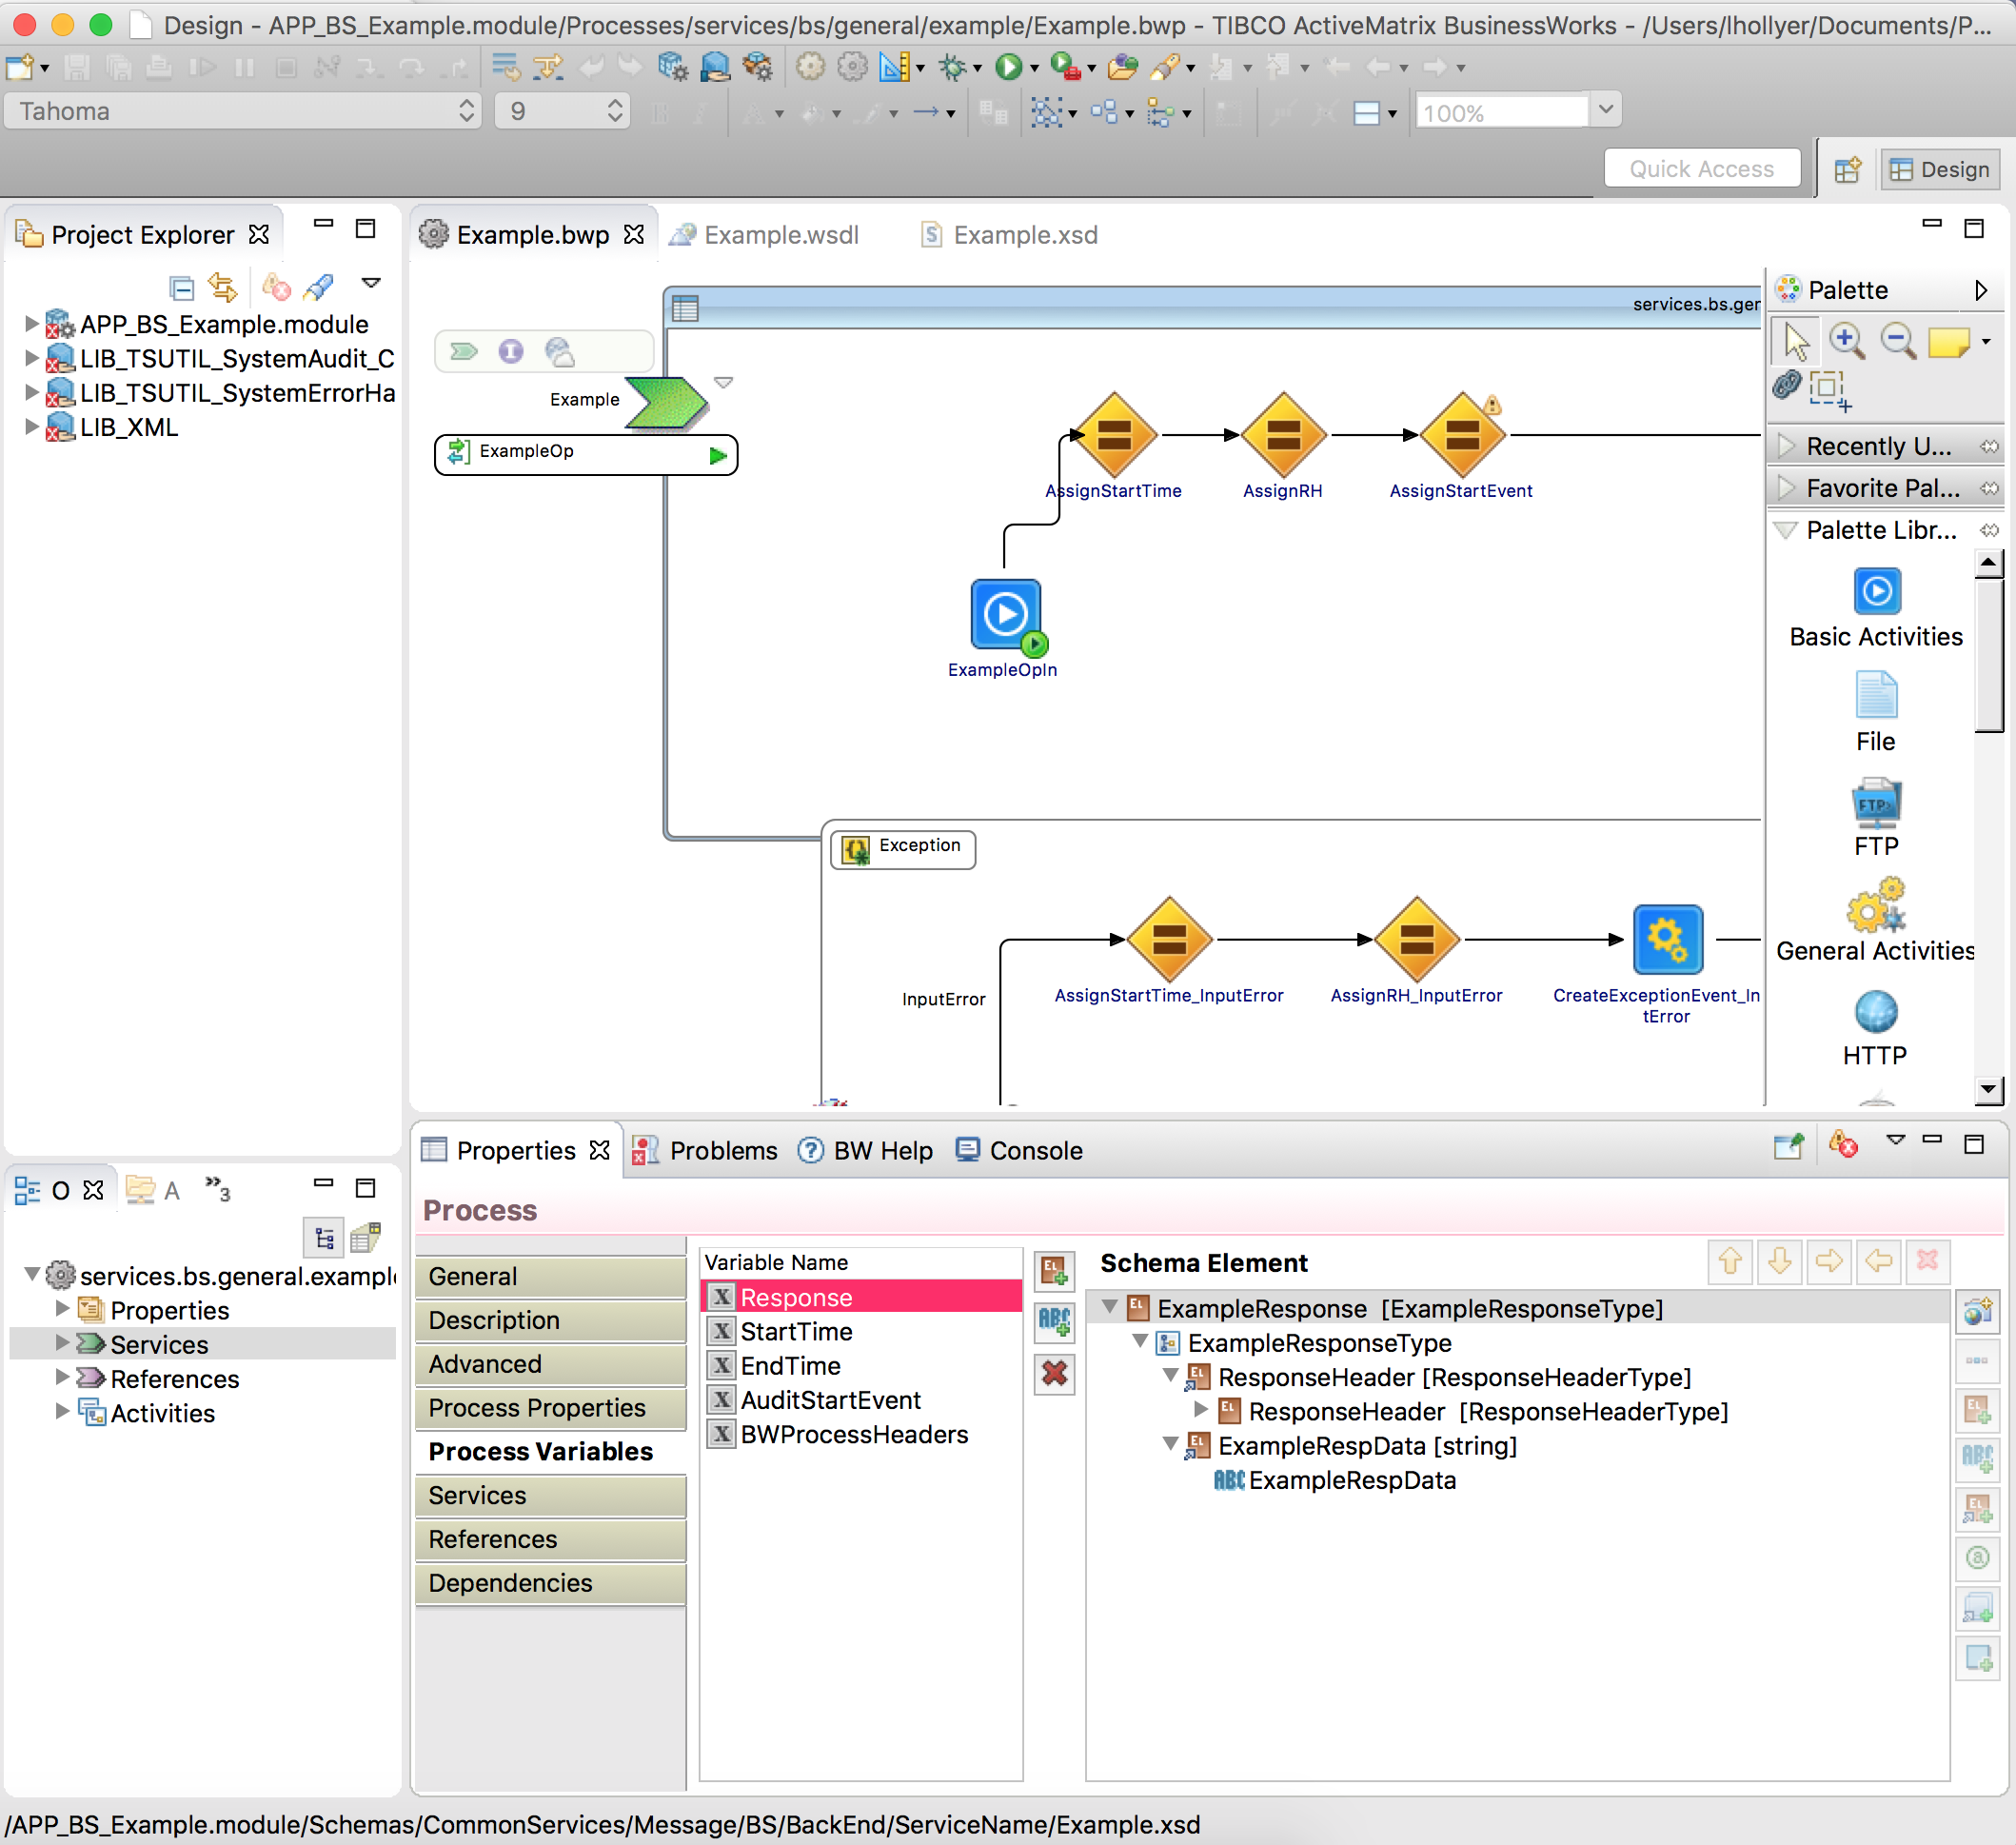 Design - APP_BS_Example.module/Processes/services/bs/general/example/Example.bwp - TIBCO ActiveMatrix BusinessWorks - /Users/lhollyer/Documents/P...
Tahoma
9
100%
Quick Access
Design
Project Explorer
APP_BS_Example.module
LIB_TSUTIL_SystemAudit_C
LIB_TSUTIL_SystemErrorHa
LIB_XML
Example.bwp
Example.wsdl
Example.xsd
services.bs.ger
Example
ExampleOp
AssignStartTime
AssignRH
AssignStartEvent
ExampleOpIn
Exception
InputError
AssignStartTime_InputError
AssignRH_InputError
CreateExceptionEvent_In
tError
Palette
Recently U...
Favorite Pal...
Palette Libr...
Basic Activities
File
FTP
FTP
General Activities
HTTP
O
A
3
services.bs.general.exampl
Properties
Services
References
Activities
Properties
Problems
BW Help
Console
Process
General
Description
Advanced
Process Properties
Process Variables
Services
References
Dependencies
Variable Name
Response
StartTime
EndTime
AuditStartEvent
BWProcessHeaders
Schema Element
ExampleResponse [ExampleResponseType]
ExampleResponseType
ResponseHeader [ResponseHeaderType]
ResponseHeader [ResponseHeaderType]
ExampleRespData [string]
ABC ExampleRespData
/APP_BS_Example.module/Schemas/CommonServices/Message/BS/BackEnd/ServiceName/Example.xsd